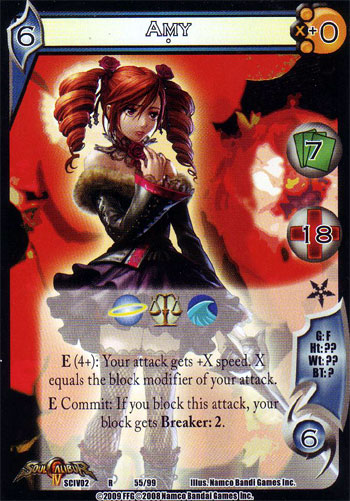 6
AMY
X+0
7
18
G: F
Ht: ??
Wt: ??
BT: ?
E (4+): Your attack gets +X speed. X
equals the block modifier of your attack.
E Commit: If you block this attack, your
block gets Breaker: 2.
6
SOULCALIBUR
IV
SCIV02 R 55/99 Illus. Namco Bandi Games Inc.
©2009 FFG ©2008 Namco Bandai Games Inc.